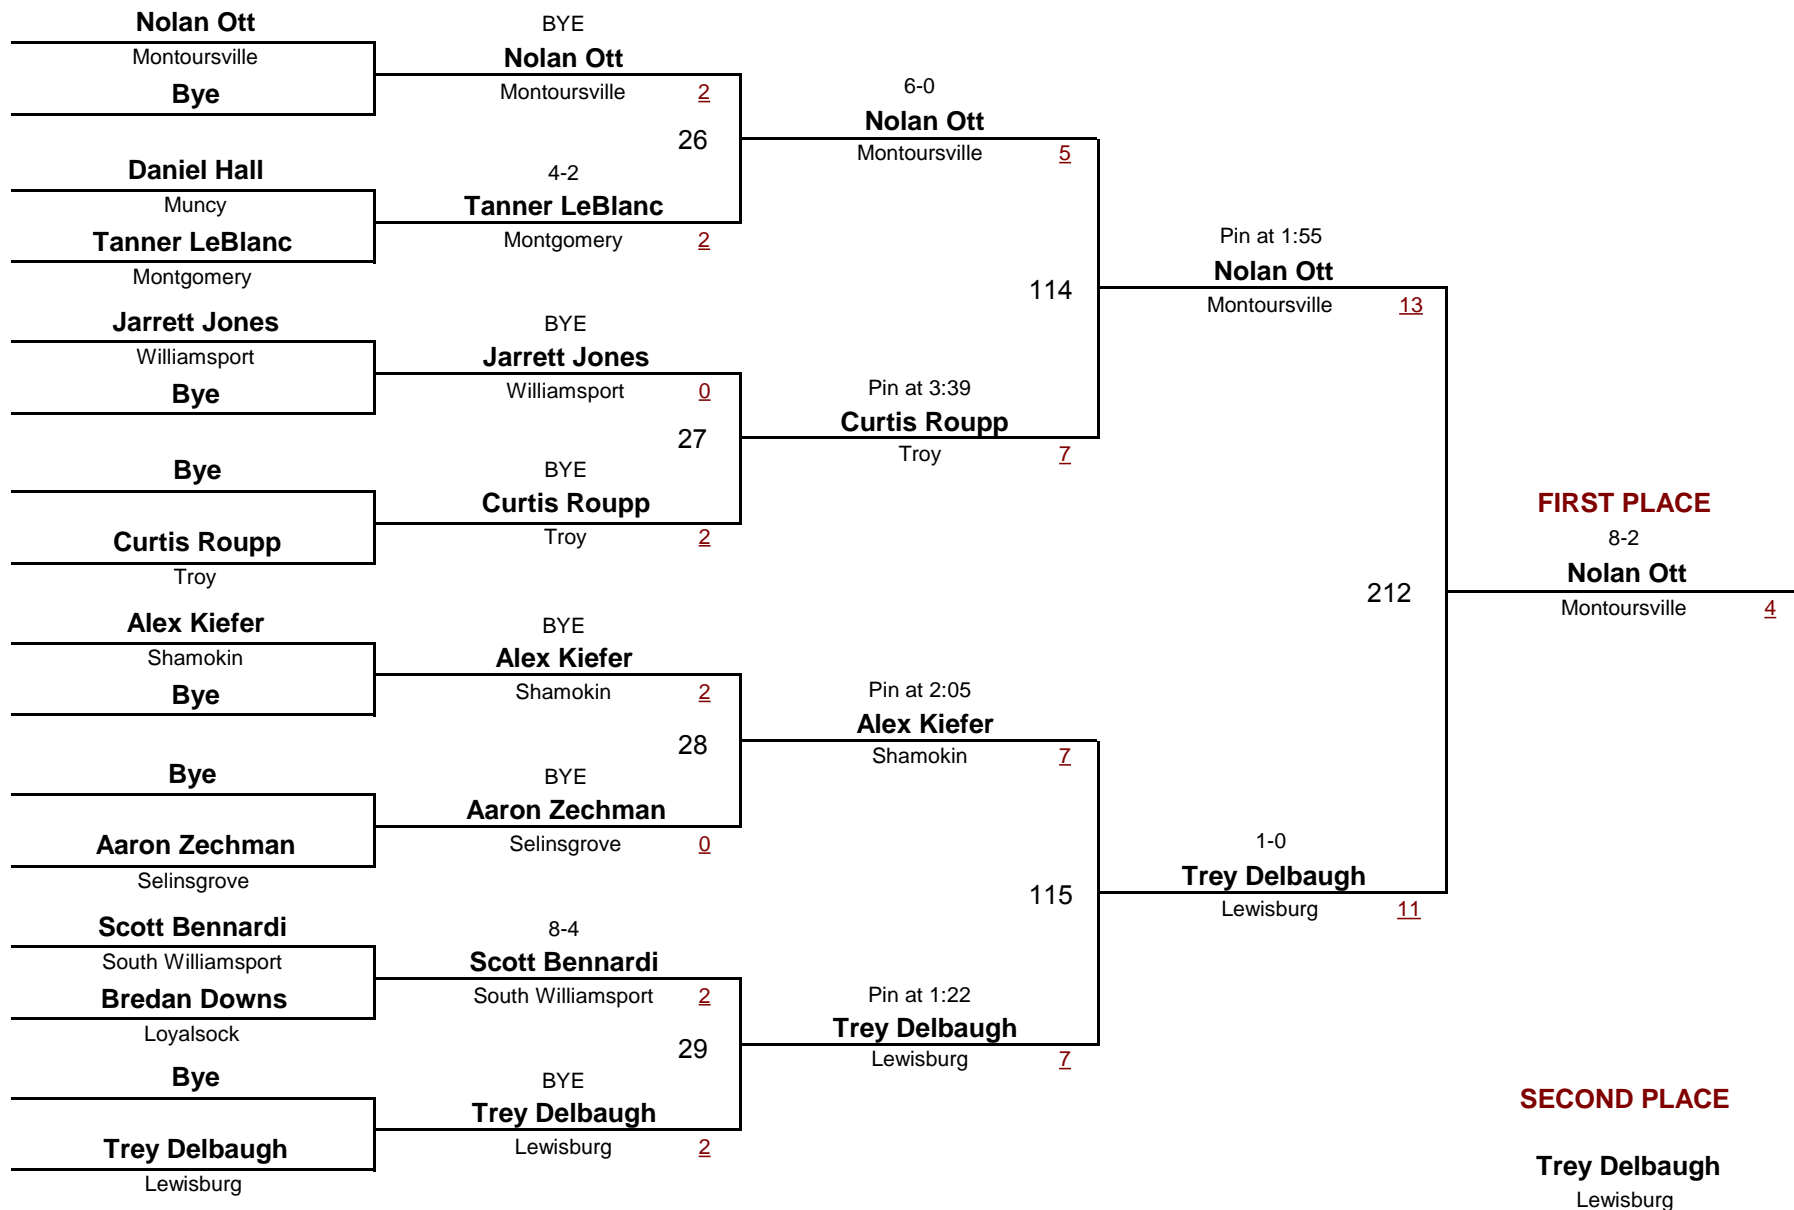 Nolan Ott
Montoursville
Bye
Daniel Hall
Muncy
Tanner LeBlanc
Montgomery
Jarrett Jones
Williamsport
Bye
Bye
Curtis Roupp
Troy
Alex Kiefer
Shamokin
Bye
Bye
Aaron Zechman
Selinsgrove
Scott Bennardi
South Williamsport
Bredan Downs
Loyalsock
Bye
Trey Delbaugh
Lewisburg
BYE
Nolan Ott
Montoursville 2
26
4-2
Tanner LeBlanc
Montgomery 2
BYE
Jarrett Jones
Williamsport 0
27
BYE
Curtis Roupp
Troy 2
BYE
Alex Kiefer
Shamokin 2
28
BYE
Aaron Zechman
Selinsgrove 0
8-4
Scott Bennardi
South Williamsport 2
29
BYE
Trey Delbaugh
Lewisburg 2
6-0
Nolan Ott
Montoursville 5
114
Pin at 3:39
Curtis Roupp
Troy 7
Pin at 2:05
Alex Kiefer
Shamokin 7
115
Pin at 1:22
Trey Delbaugh
Lewisburg 7
Pin at 1:55
Nolan Ott
Montoursville 13
212
1-0
Trey Delbaugh
Lewisburg 11
FIRST PLACE
8-2
Nolan Ott
Montoursville 4
SECOND PLACE
Trey Delbaugh
Lewisburg